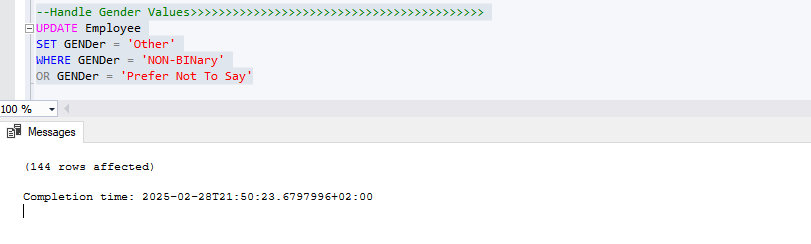 --Handle Gender Values>>>>>>>>>>>>>>>>>>>>>>>>>>>>>>>>>>>>>>>>>>
UPDATE Employee
SET GENDer = 'Other'
WHERE GENDer = 'NON-BINary'
OR GENDer = 'Prefer Not To Say'
100 %
Messages
(144 rows affected)
Completion time: 2025-02-28T21:50:23.6797996+02:00